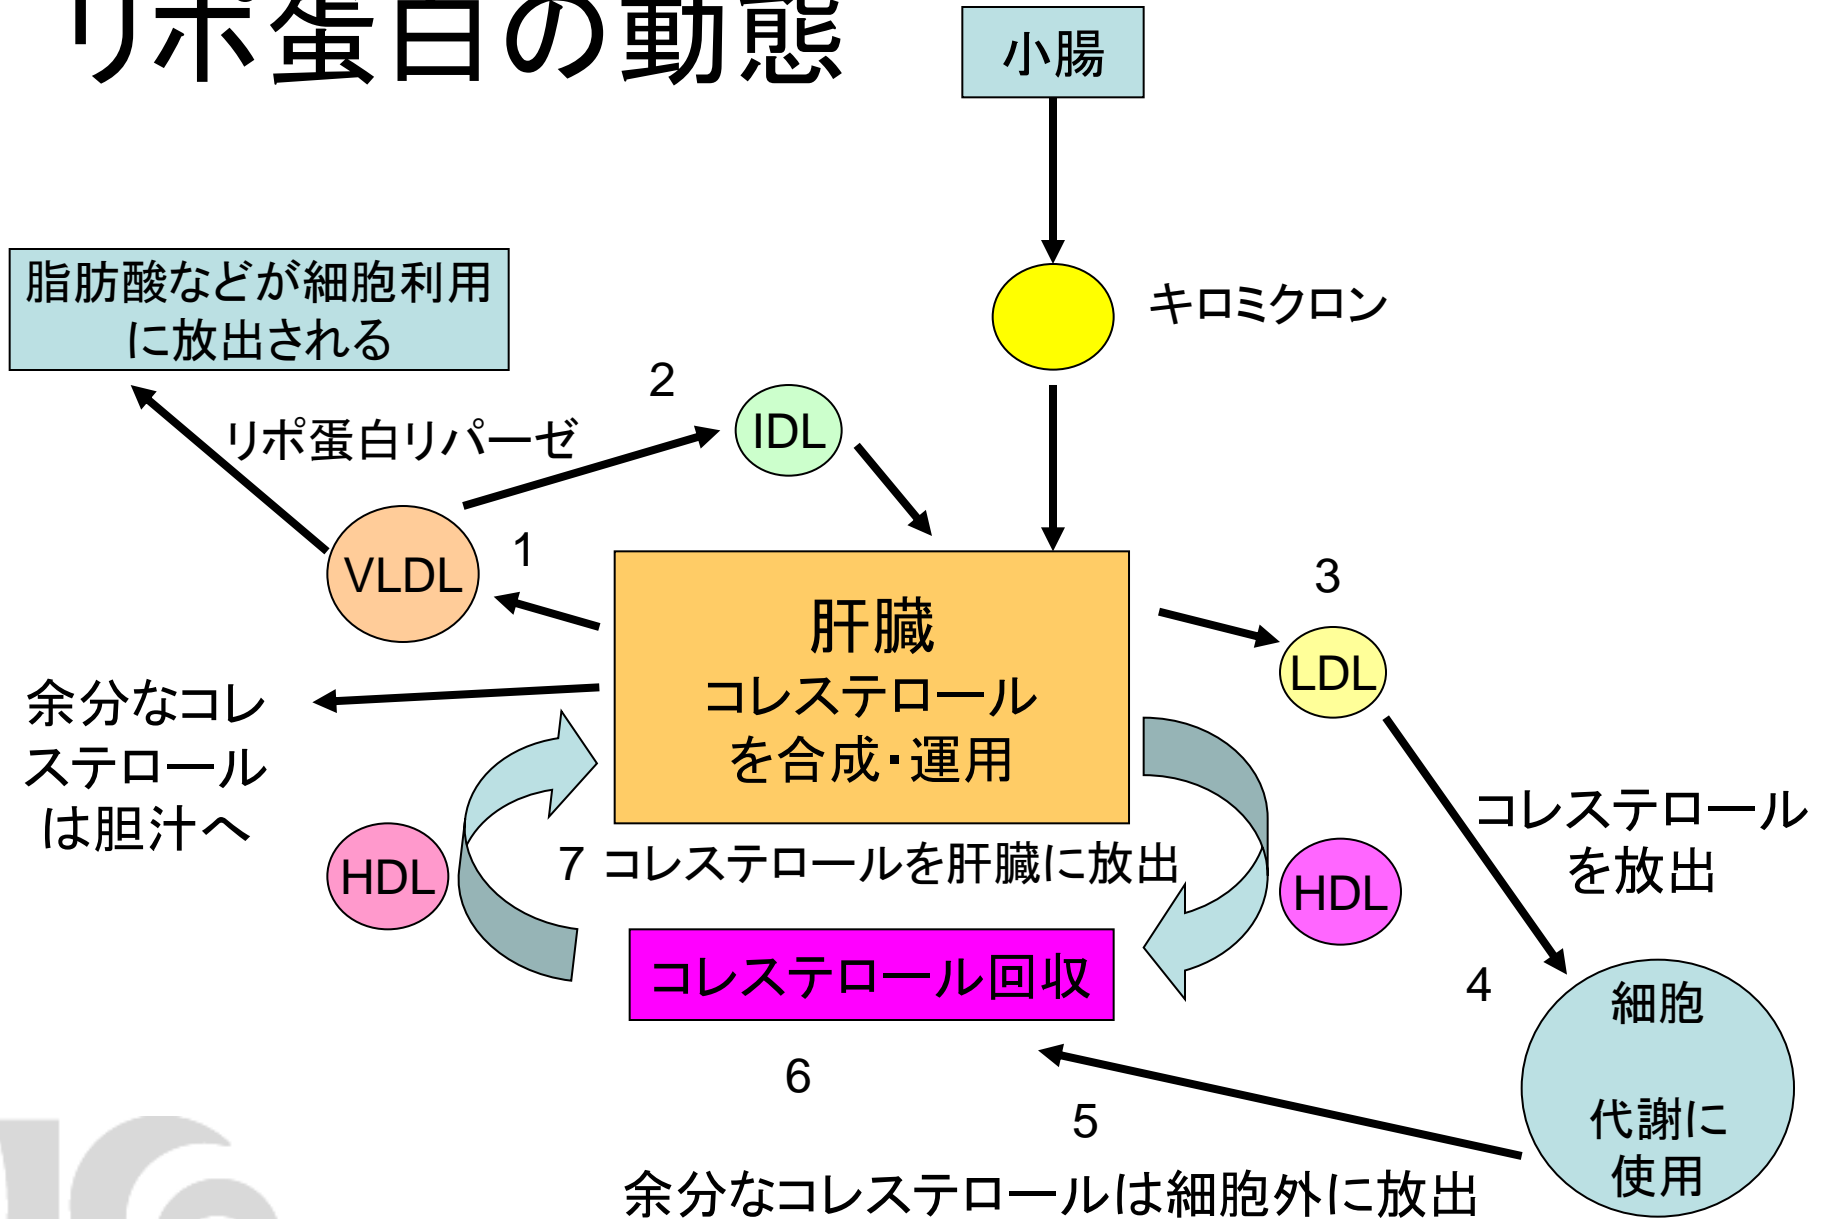 リポ蛋白の動態
小腸
キロミクロン
脂肪酸などが細胞利用
に放出される
2
IDL
リポ蛋白リパーゼ
VLDL
1
肝臓
コレステロール
を合成・運用
3
LDL
余分なコレ
ステロール
は胆汁へ
コレステロール
を放出
HDL
7 コレステロールを肝臓に放出
HDL
コレステロール回収
4
細胞
代謝に
使用
6
5
余分なコレステロールは細胞外に放出